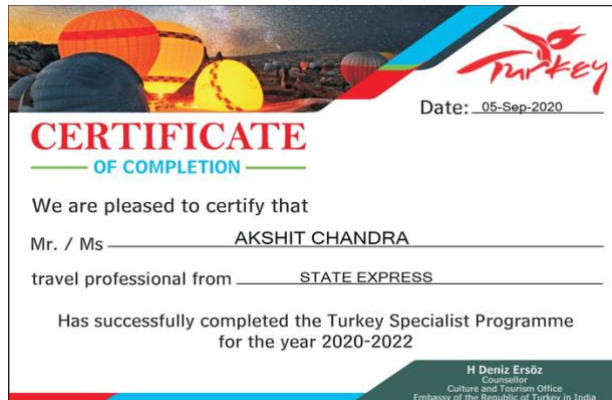 Turkey
Date: 05-Sep-2020
CERTIFICATE
OF COMPLETION
We are pleased to certify that
Mr. / Ms AKSHIT CHANDRA
travel professional from STATE EXPRESS
Has successfully completed the Turkey Specialist Programme
for the year 2020-2022
H Deniz Ersöz
Counsellor
Culture and Tourism Office
Embassy of the Republic of Turkey in India